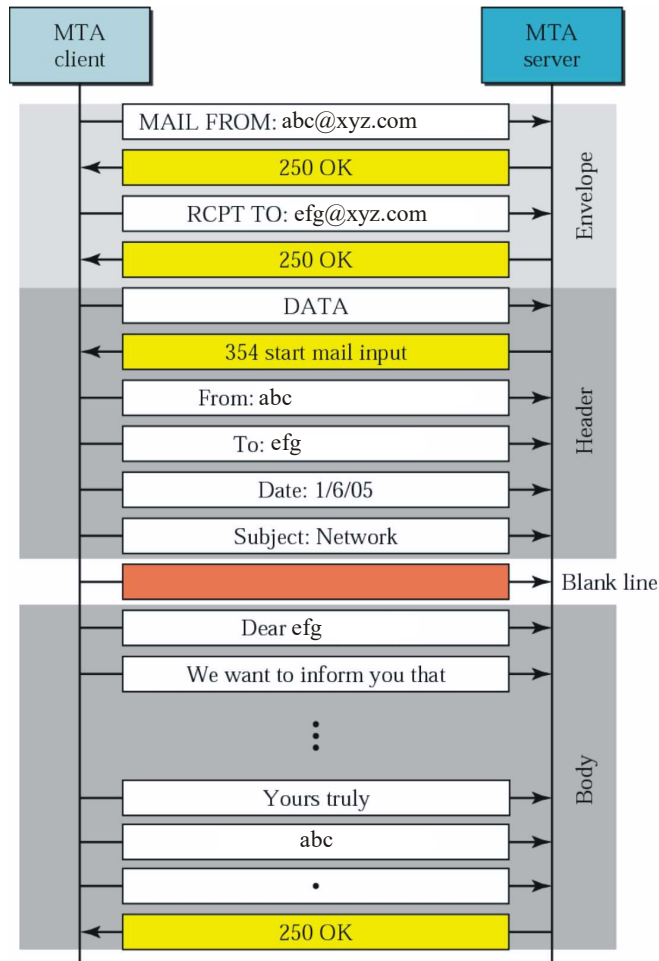 MTA
client
MTA
server
MAIL FROM: abc@xyz.com
250 OK
RCPT TO: efg@xyz.com
250 OK
Envelope
DATA
354 start mail input
From: abc
To: efg
Date: 1/6/05
Subject: Network
Header
Blank line
Dear efg
We want to inform you that
Yours truly
abc
•
250 OK
Body